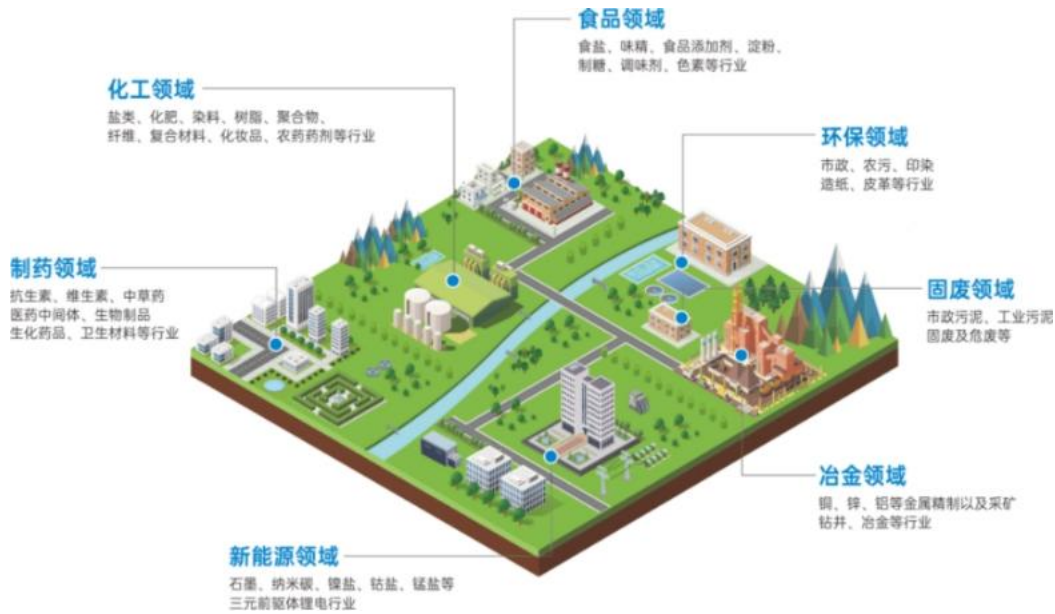 食品领域
食盐、味精、食品添加剂、淀粉、
制糖、调味剂、色素等行业
化工领域
盐类、化肥、染料、树脂、聚合物、
纤维、复合材料、化妆品、农药药剂等行业
环保领域
市政、农污、印染
造纸、皮革等行业
制药领域
抗生素、维生素、中草药
医药中间体、生物制品
生化药品、卫生材料等行业
固废领域
市政污泥、工业污泥
固废及危废等
冶金领域
铜、锌、铝等金属精制以及采矿
钻井、冶金等行业
新能源领域
石墨、纳米碳、镍盐、钴盐、锰盐等
三元前驱体锂电行业